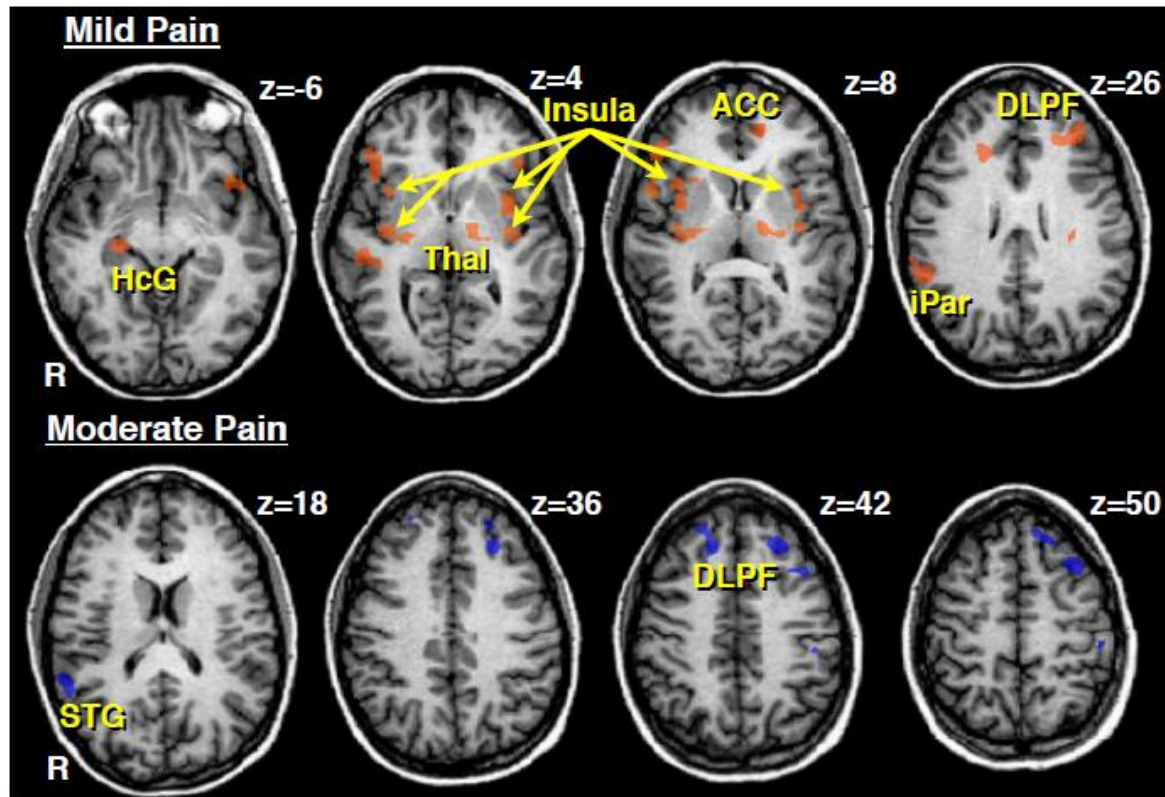 Mild Pain
z=-6
z=4
z=8
z=26
Insula
ACC
DLPF
HcG
Thal
iPar
R
Moderate Pain
z=18
z=36
z=42
z=50
DLPF
STG
R